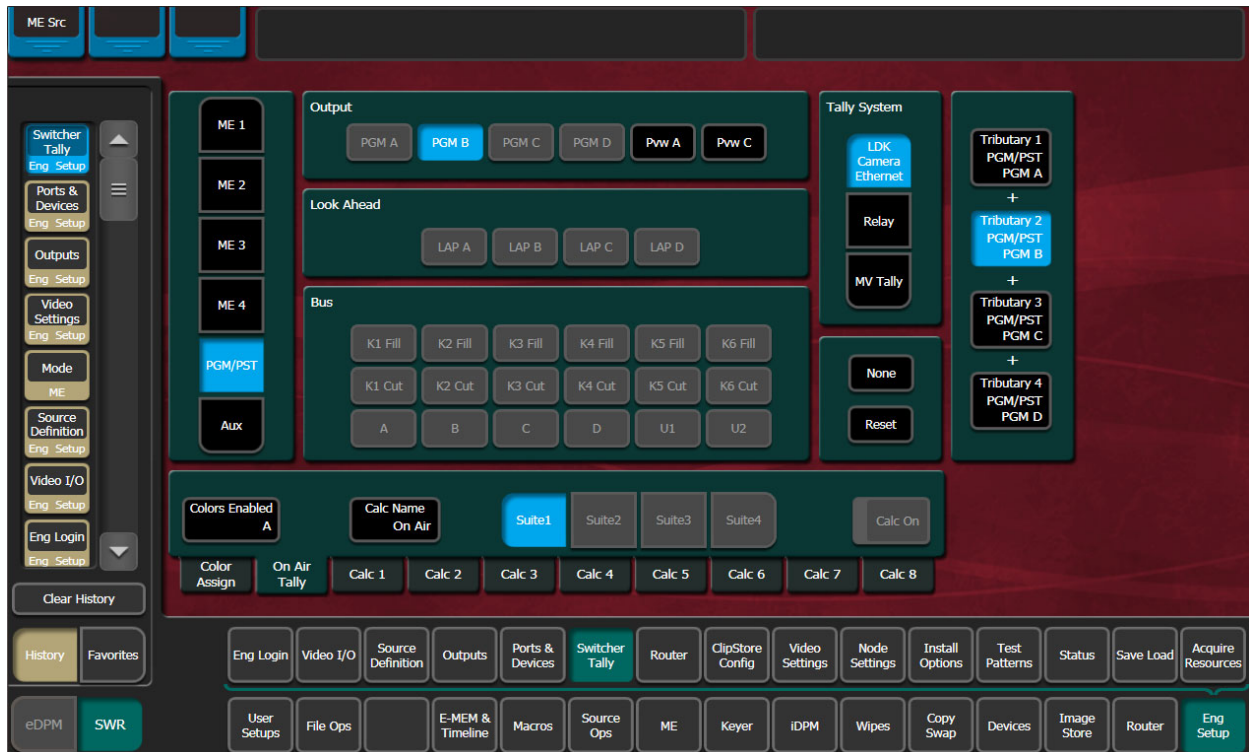 ME Src
Switcher
Tally
Eng Setup
Ports &
Devices
Eng Setup
Outputs
Eng Setup
Video
Settings
Eng Setup
Mode
ME
Source
Definition
Eng Setup
Video I/O
Eng Setup
Eng Login
Eng Setup
Clear History
History
Favorites
eDPM
SWR
ME 1
ME 2
ME 3
ME 4
PGM/PST
Aux
Output
PGM A
PGM B
PGM C
PGM D
Pvw A
Pvw C
Look Ahead
LAP A
LAP B
LAP C
LAP D
Bus
K1 Fill
K2 Fill
K3 Fill
K4 Fill
K5 Fill
K6 Fill
K1 Cut
K2 Cut
K3 Cut
K4 Cut
K5 Cut
K6 Cut
A
B
C
D
U1
U2
Tally System
LDK
Camera
Ethernet
Relay
MV Tally
None
Reset
Tributary 1
PGM/PST
PGM A
+
Tributary 2
PGM/PST
PGM B
+
Tributary 3
PGM/PST
PGM C
+
Tributary 4
PGM/PST
PGM D
Colors Enabled
A
Calc Name
On Air
Suite1
Suite2
Suite3
Suite4
Calc On
Color
Assign
On Air
Tally
Calc 1
Calc 2
Calc 3
Calc 4
Calc 5
Calc 6
Calc 7
Calc 8
Eng Login
Video I/O
Source
Definition
Outputs
Ports &
Devices
Switcher
Tally
Router
ClipStore
Config
Video
Settings
Node
Settings
Install
Options
Test
Patterns
Status
Save Load
Acquire
Resources
User
Setups
File Ops
E-MEM &
Timeline
Macros
Source
Ops
ME
Keyer
iDPM
Wipes
Copy
Swap
Devices
Image
Store
Router
Eng
Setup